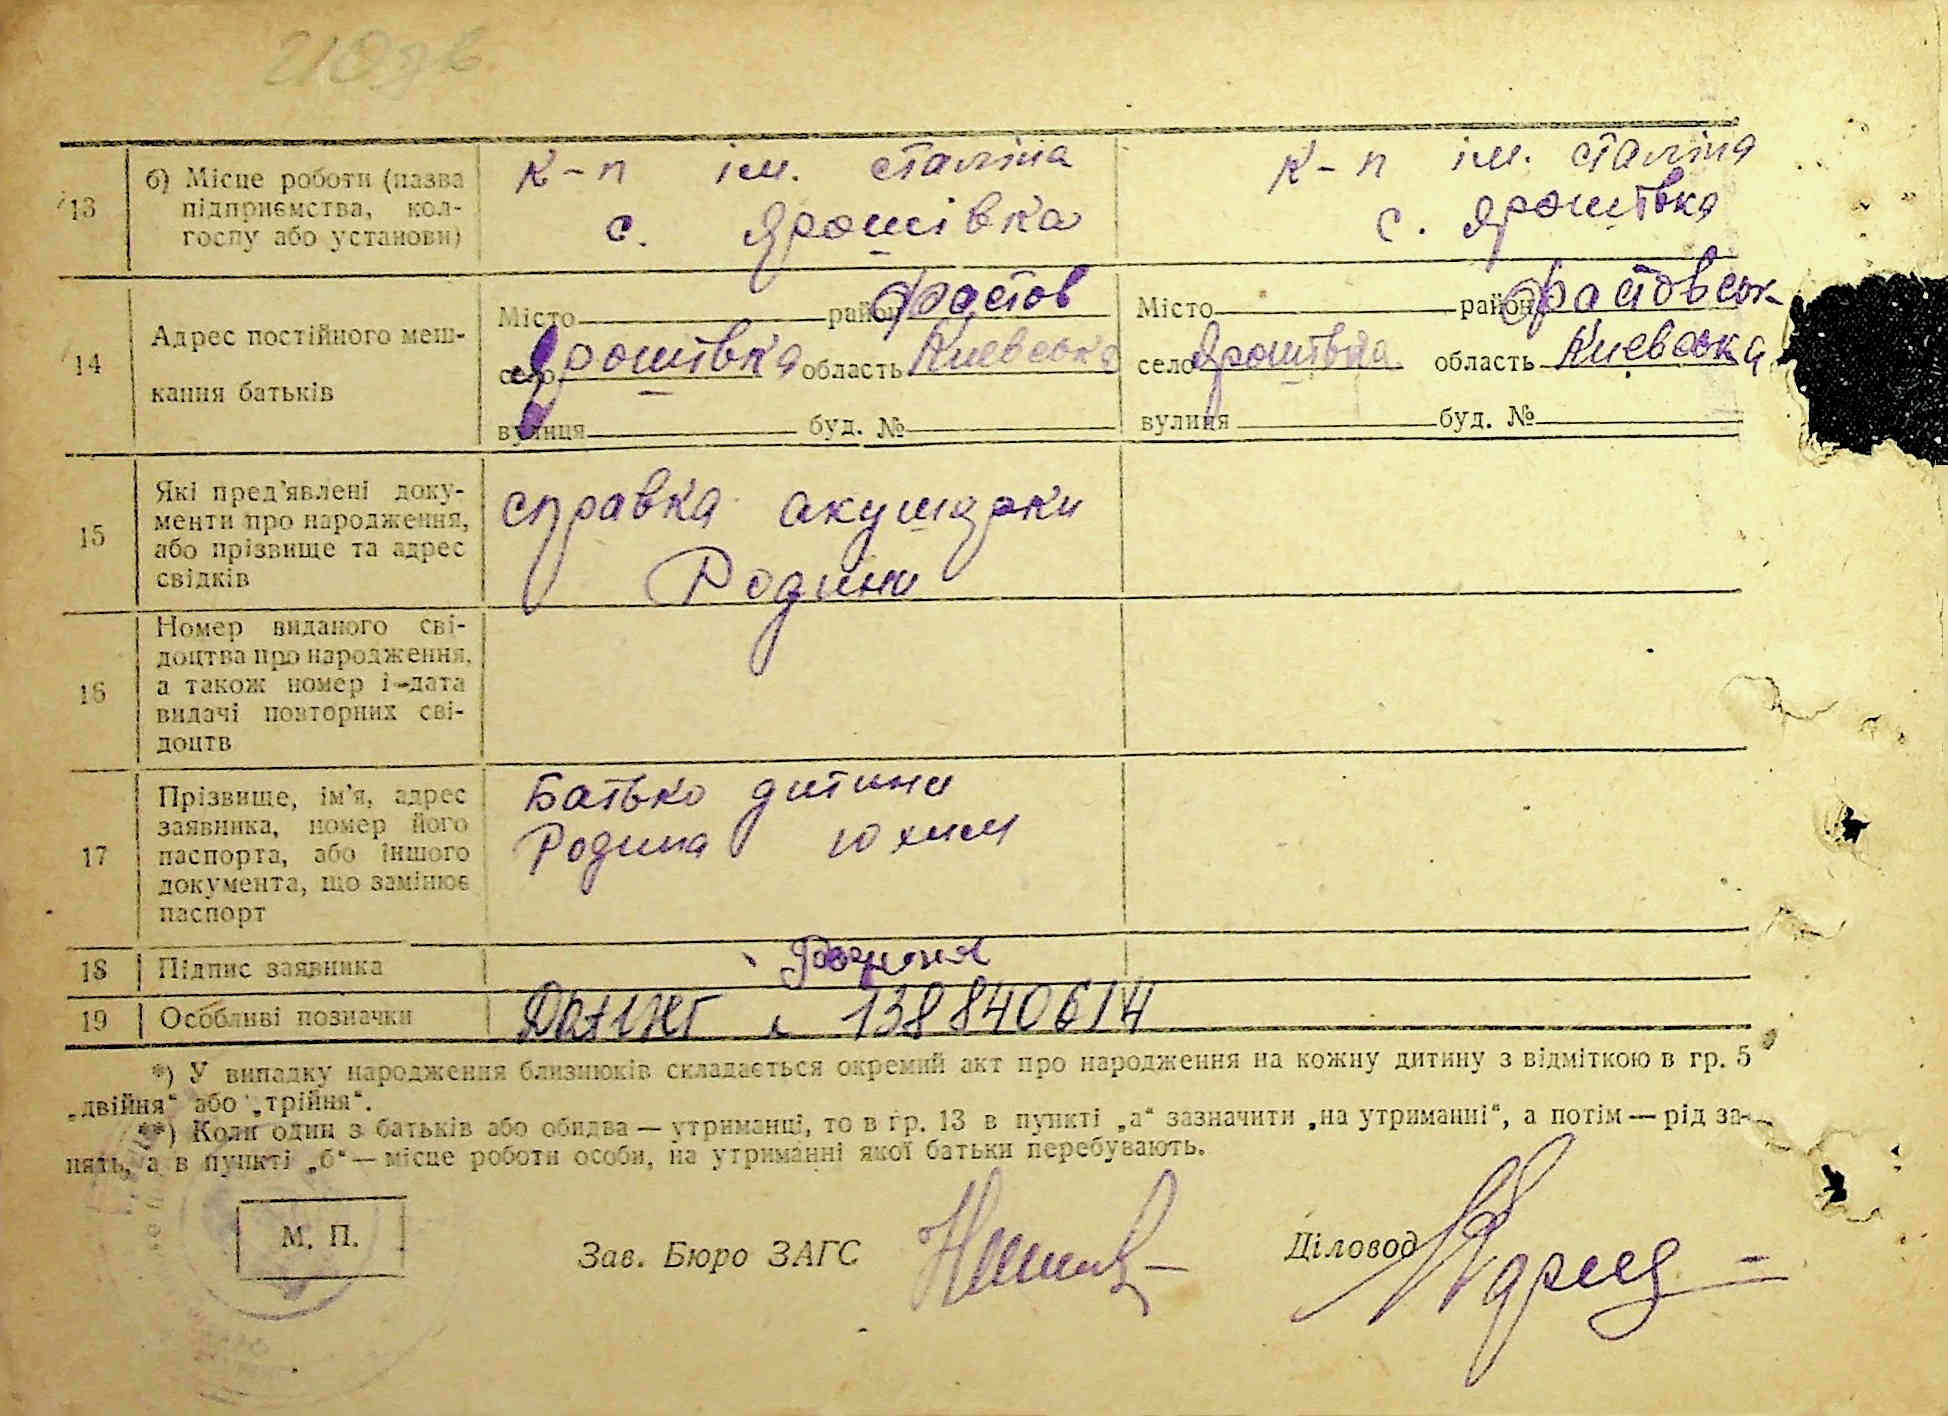 13
б) Місце роботи (назва підприємства, колгоспу або установи)
к-п ім. сталіна
с. Ярошівка
к-п ім. сталіна
с. Ярошівка
14
Адрес постійного мешкання батьків
Місто район Фастов
село Ярошівка область Киевська
вулиця буд. №
Місто район Фастовськ
село Ярошівка область Киевська
вулиця буд. №
15
Які пред'явлені документи про народження, або прізвище та адрес свідків
справка акушарки
Родини
16
Номер виданого свідоцтва про народження, а також номер і дата видачі повторних свідоцтв
17
Прізвище, ім'я, адрес заявника, номер його паспорта, або іншого документа, що замінює паспорт
Батько дитини
Родина Юхим
18
Підпис заявника
Родина
19
Особливі позначки
138840614
*) У випадку народження близнюків складається окремий акт про народження на кожну дитину з відміткою в гр. 5
„двійня“ або „трійня“.
**) Коли один з батьків або обидва — утриманці, то в гр. 13 в пункті „а“ зазначити „на утриманні“, а потім — рід за-
нять, а в пункті „б“ — місце роботи особи, на утриманні якої батьки перебувають.
М. П.
Зав. Бюро ЗАГС
Діловод